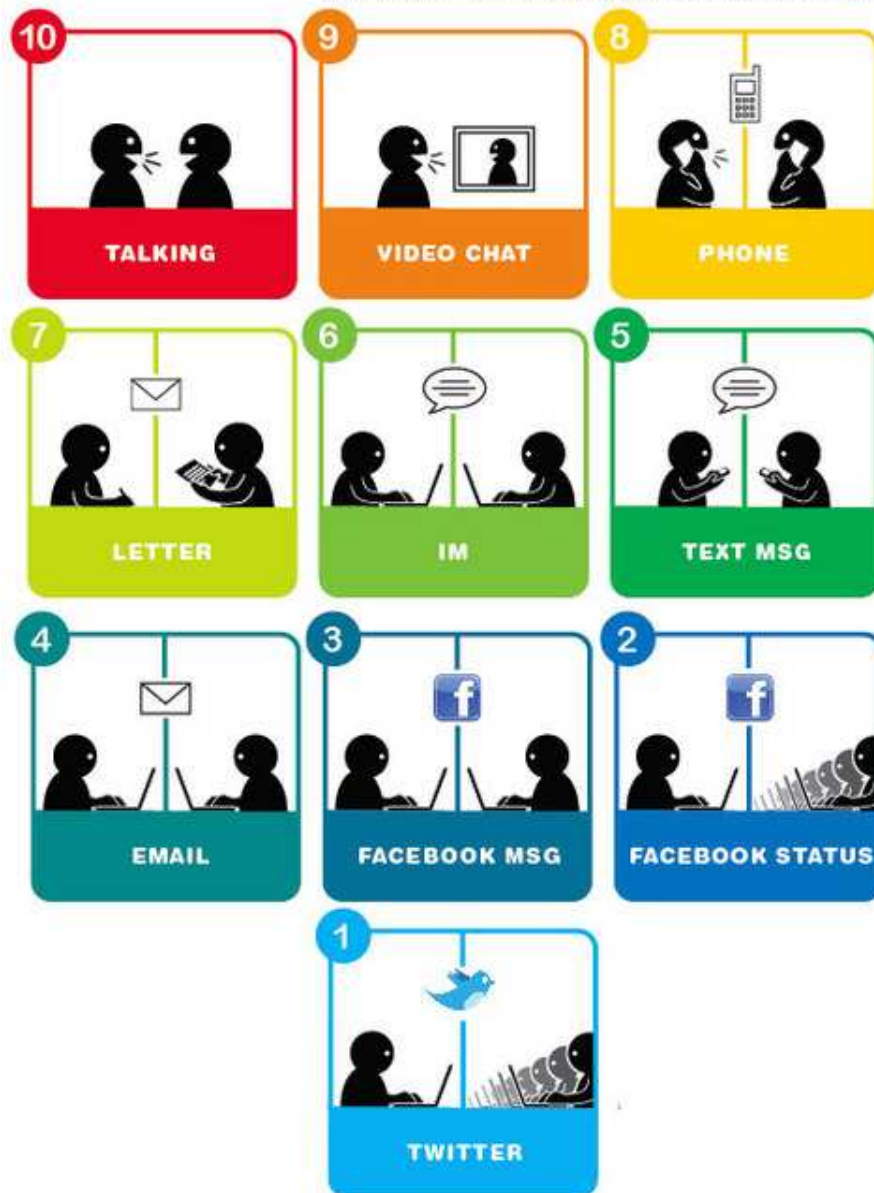 10
9
8
TALKING
VIDEO CHAT
PHONE
7
6
5
LETTER
IM
TEXT MSG
4
3
2
EMAIL
FACEBOOK MSG
FACEBOOK STATUS
1
TWITTER